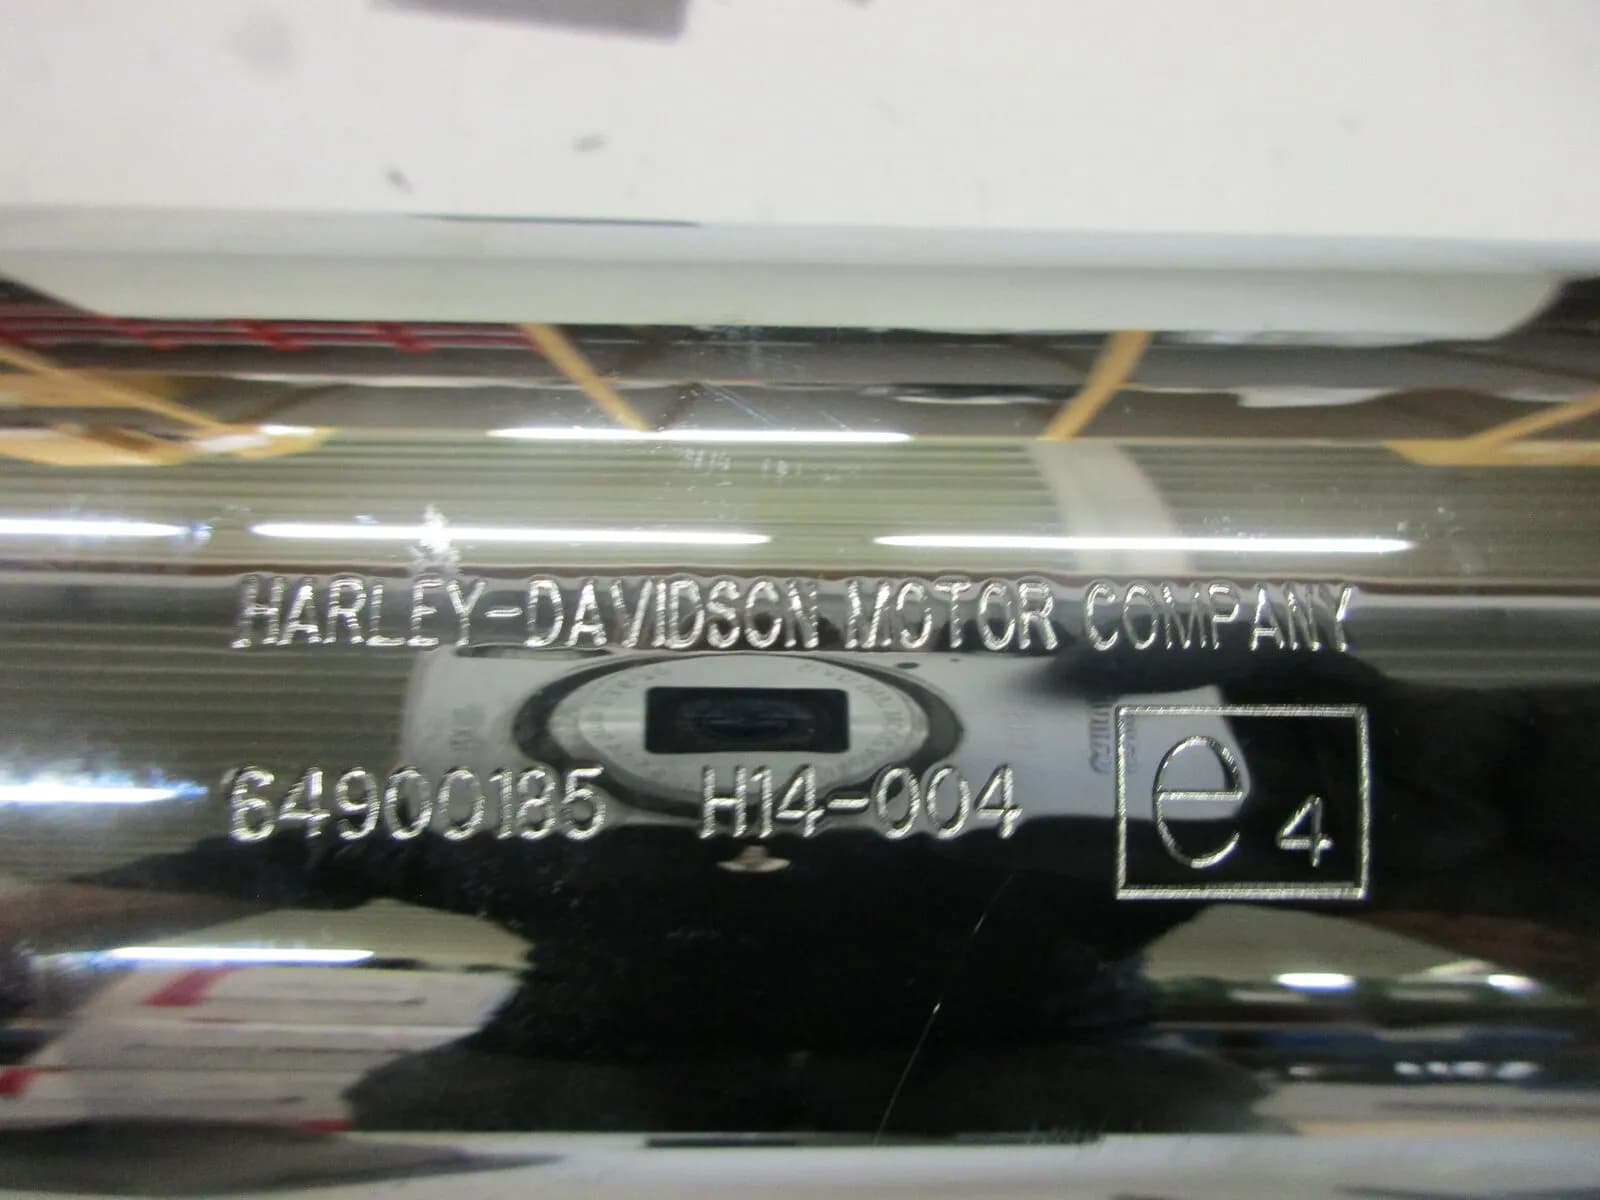 HARLEY-DAVIDSON MOTOR COMPANY
64900185 H14-004 e4